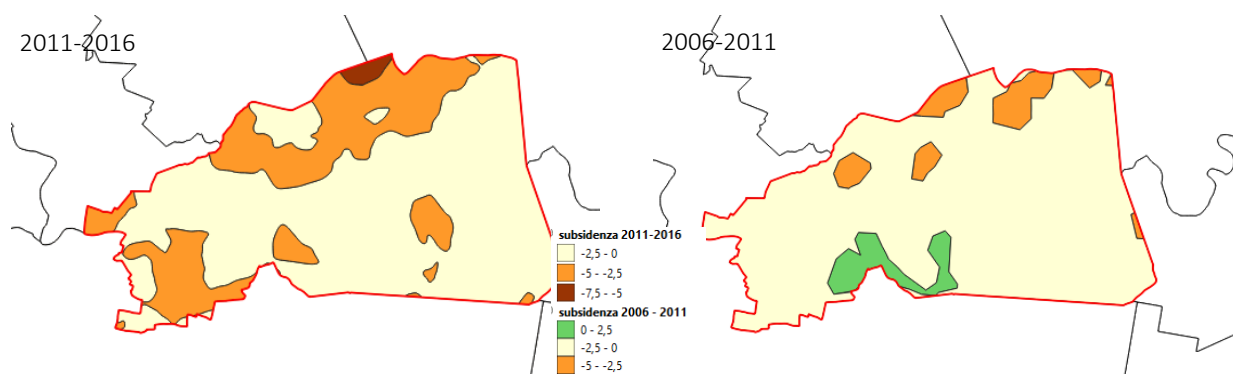 2011-2016
2006-2011
subsidenza 2011-2016
-2,5 - 0
-5 - -2,5
-7,5 - -5
subsidenza 2006 - 2011
0 - 2,5
-2,5 - 0
-5 - -2,5